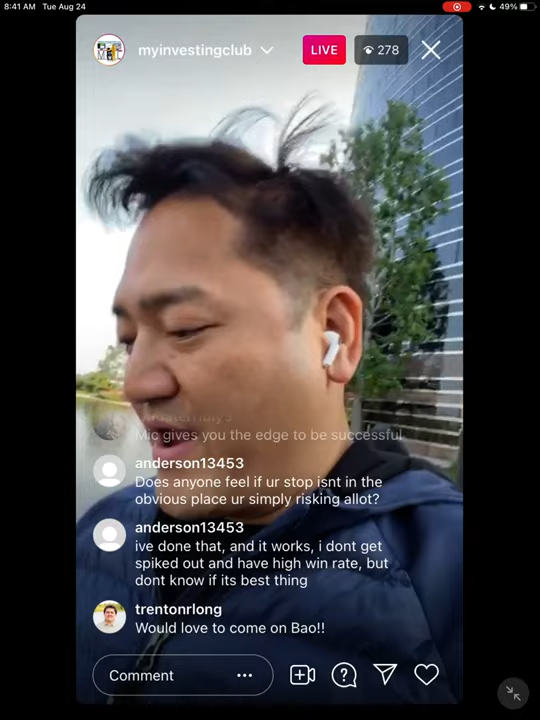 8:41 AM Tue Aug 24
49%
myinvestingclub
LIVE
278
Mic gives you the edge to be successful
anderson13453
Does anyone feel if ur stop isnt in the
obvious place ur simply risking allot?
anderson13453
ive done that, and it works, i dont get
spiked out and have high win rate, but
dont know if its best thing
trentonrlong
Would love to come on Bao!!
Comment